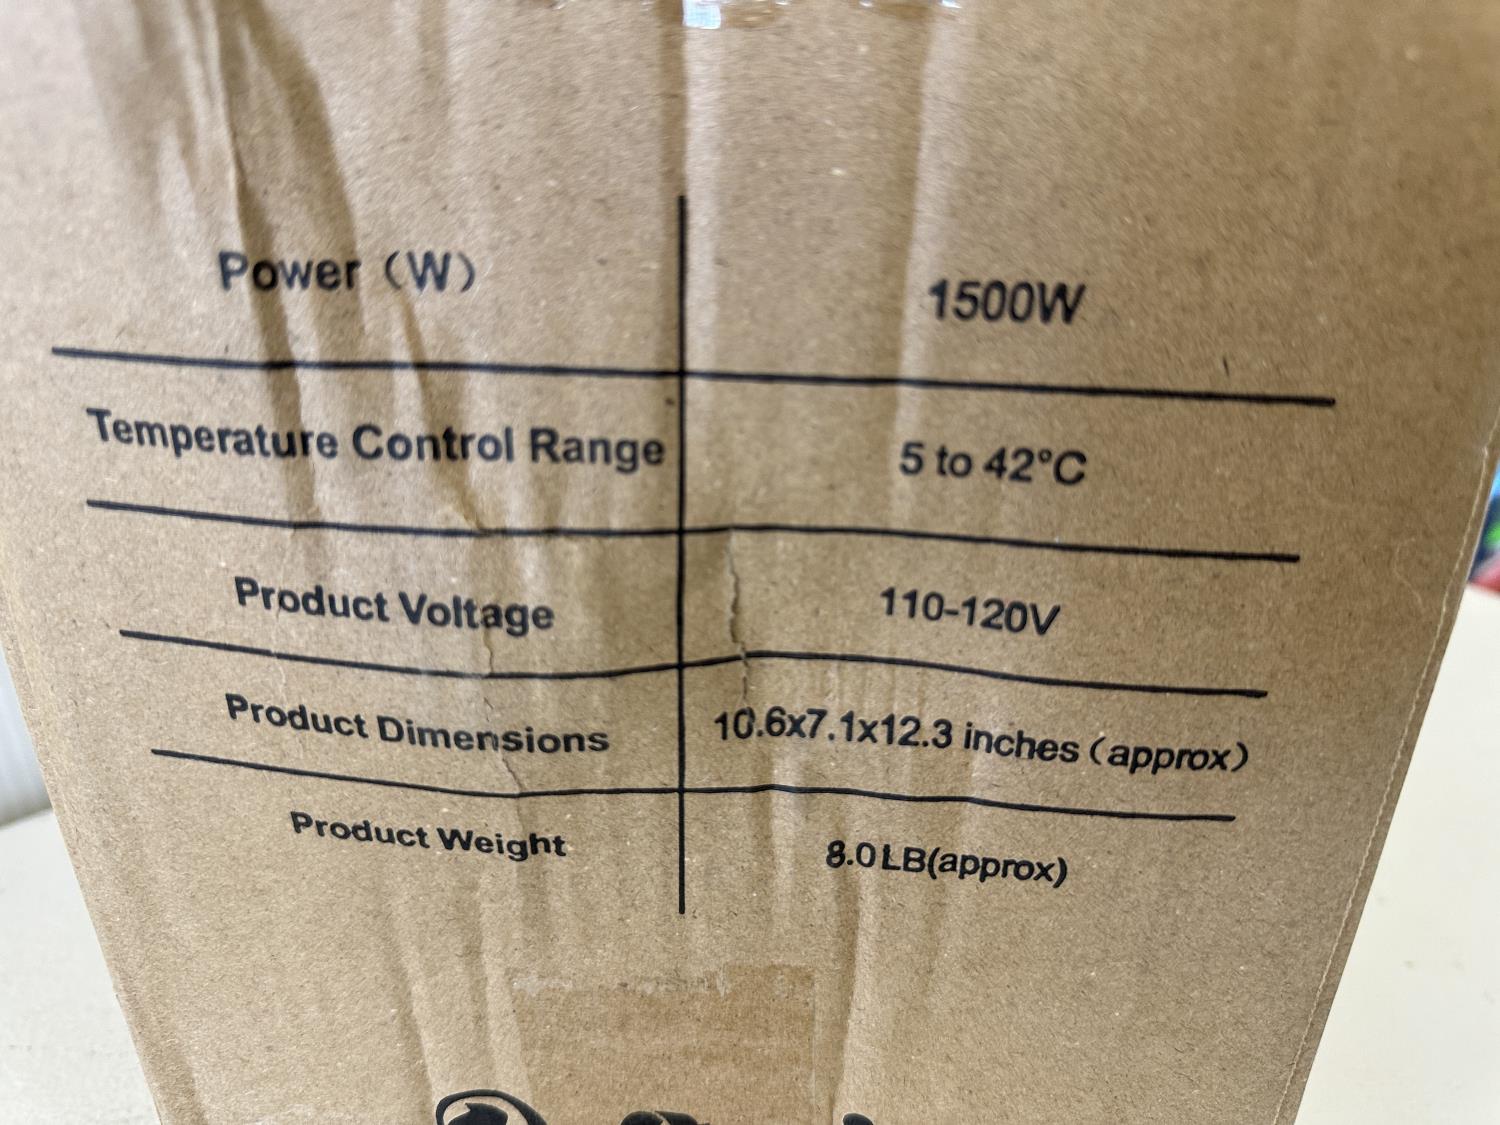 Power（W） 1500W
Temperature Control Range 5 to 42°C
Product Voltage 110-120V
Product Dimensions 10.6x7.1x12.3 inches（approx）
Product Weight 8.0LB(approx)